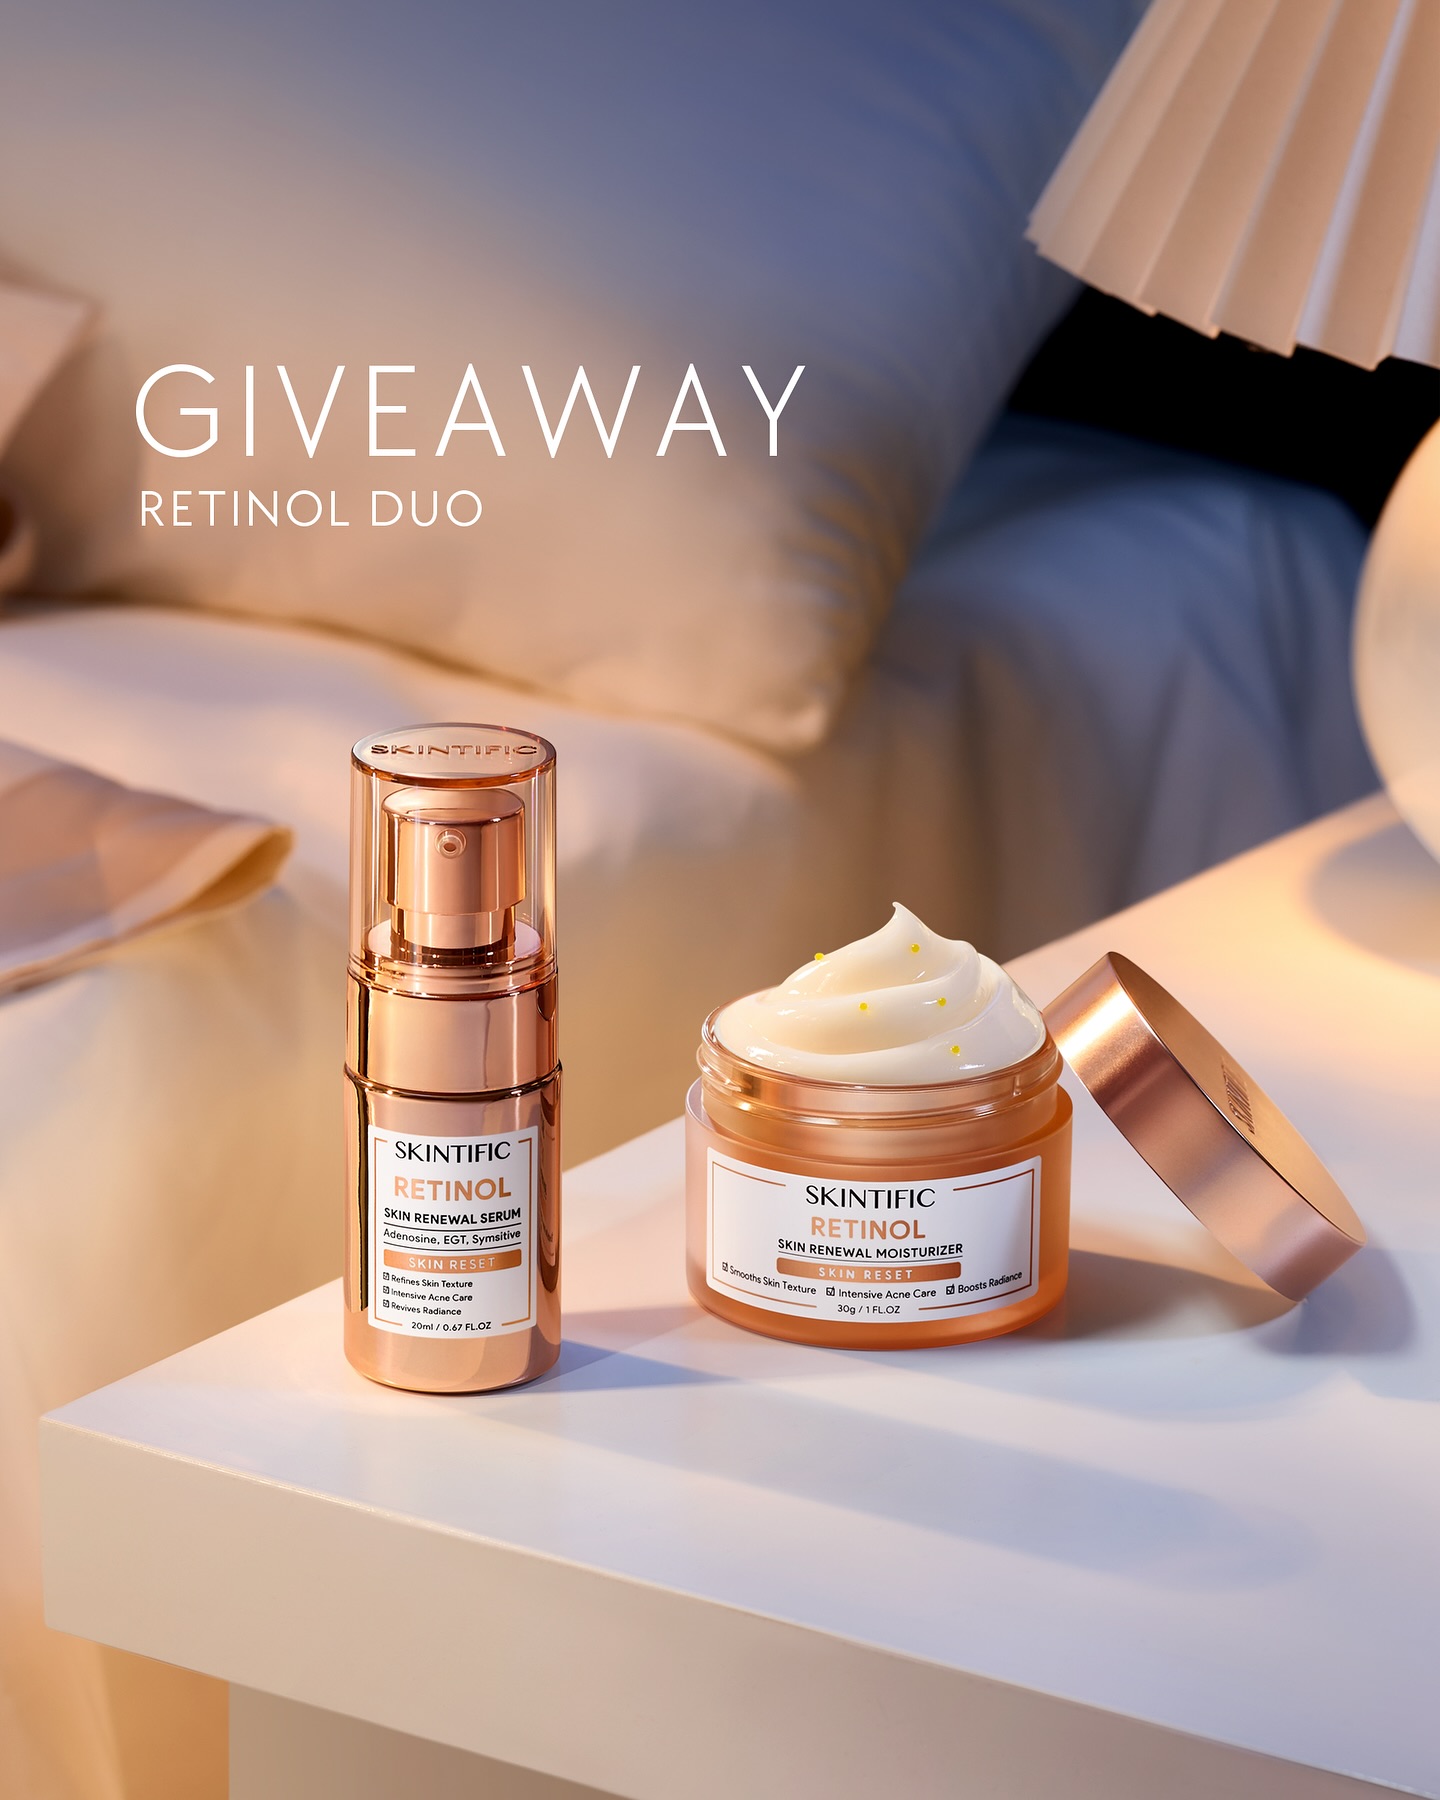 GIVEAWAY
RETINOL DUO
SKINTIFIC
SKINTIFIC
RETINOL
SKIN RENEWAL SERUM
Adenosine, EGT, Symsitive
SKIN RESET
☑ Refines Skin Texture
☑ Intensive Acne Care
☑ Revives Radiance
20ml / 0.67 FL.OZ
SKINTIFIC
RETINOL
SKIN RENEWAL MOISTURIZER
SKIN RESET
☑ Smooths Skin Texture ☑ Intensive Acne Care ☑ Boosts Radiance
30g / 1 FL.OZ